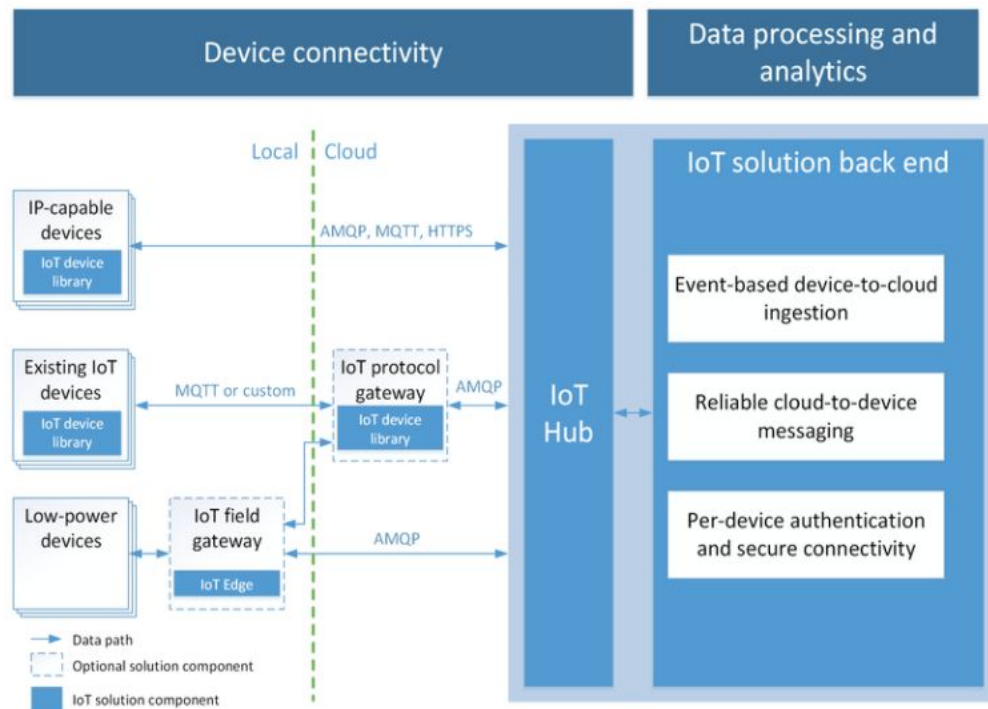 Device connectivity
Data processing and
analytics
Local
Cloud
IoT solution back end
IP-capable
devices
IoT device
library
AMQP, MQTT, HTTPS
Event-based device-to-cloud
ingestion
Existing IoT
devices
IoT device
library
MQTT or custom
IoT protocol
gateway
IoT device
library
AMQP
IoT
Hub
Reliable cloud-to-device
messaging
Low-power
devices
IoT field
gateway
IoT Edge
AMQP
Per-device authentication
and secure connectivity
Data path
Optional solution component
IoT solution component